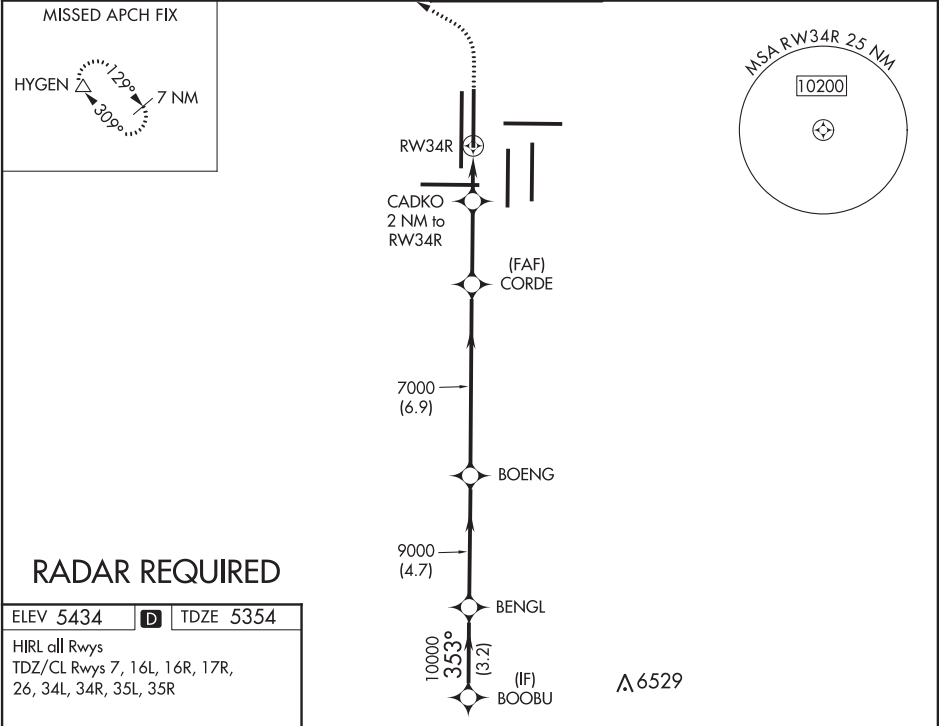 MISSED APCH FIX
HYGEN
129°
309°
7 NM
MSA RW34R 25 NM
10200
RW34R
CADKO
2 NM to
RW34R
(FAF)
CORDE
7000
(6.9)
BOENG
9000
(4.7)
BENGL
10000
353°
(3.2)
(IF)
BOOBU
6529
RADAR REQUIRED
ELEV 5434 D TDZE 5354
HIRL all Rwys
TDZ/CL Rwys 7, 16L, 16R, 17R,
26, 34L, 34R, 35L, 35R